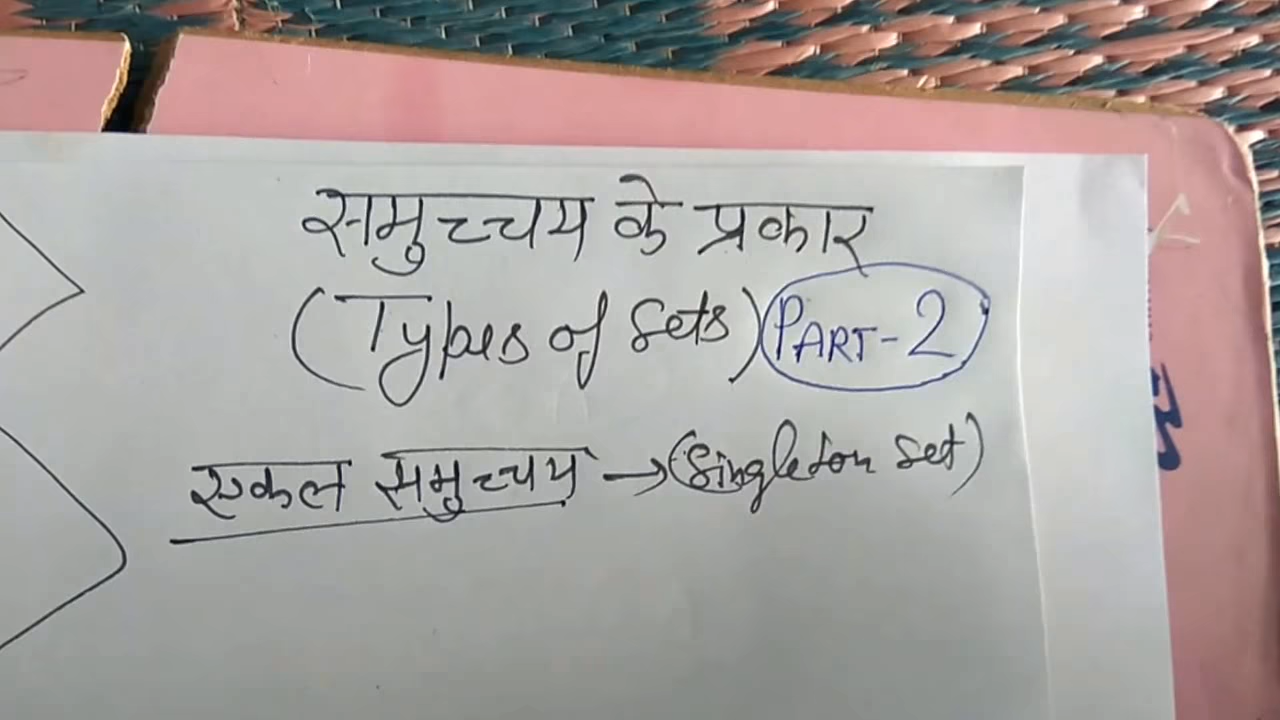 समुच्चय के प्रकार
(Types of Sets) PART-2
एकल समुच्चय → (Singleton Set)